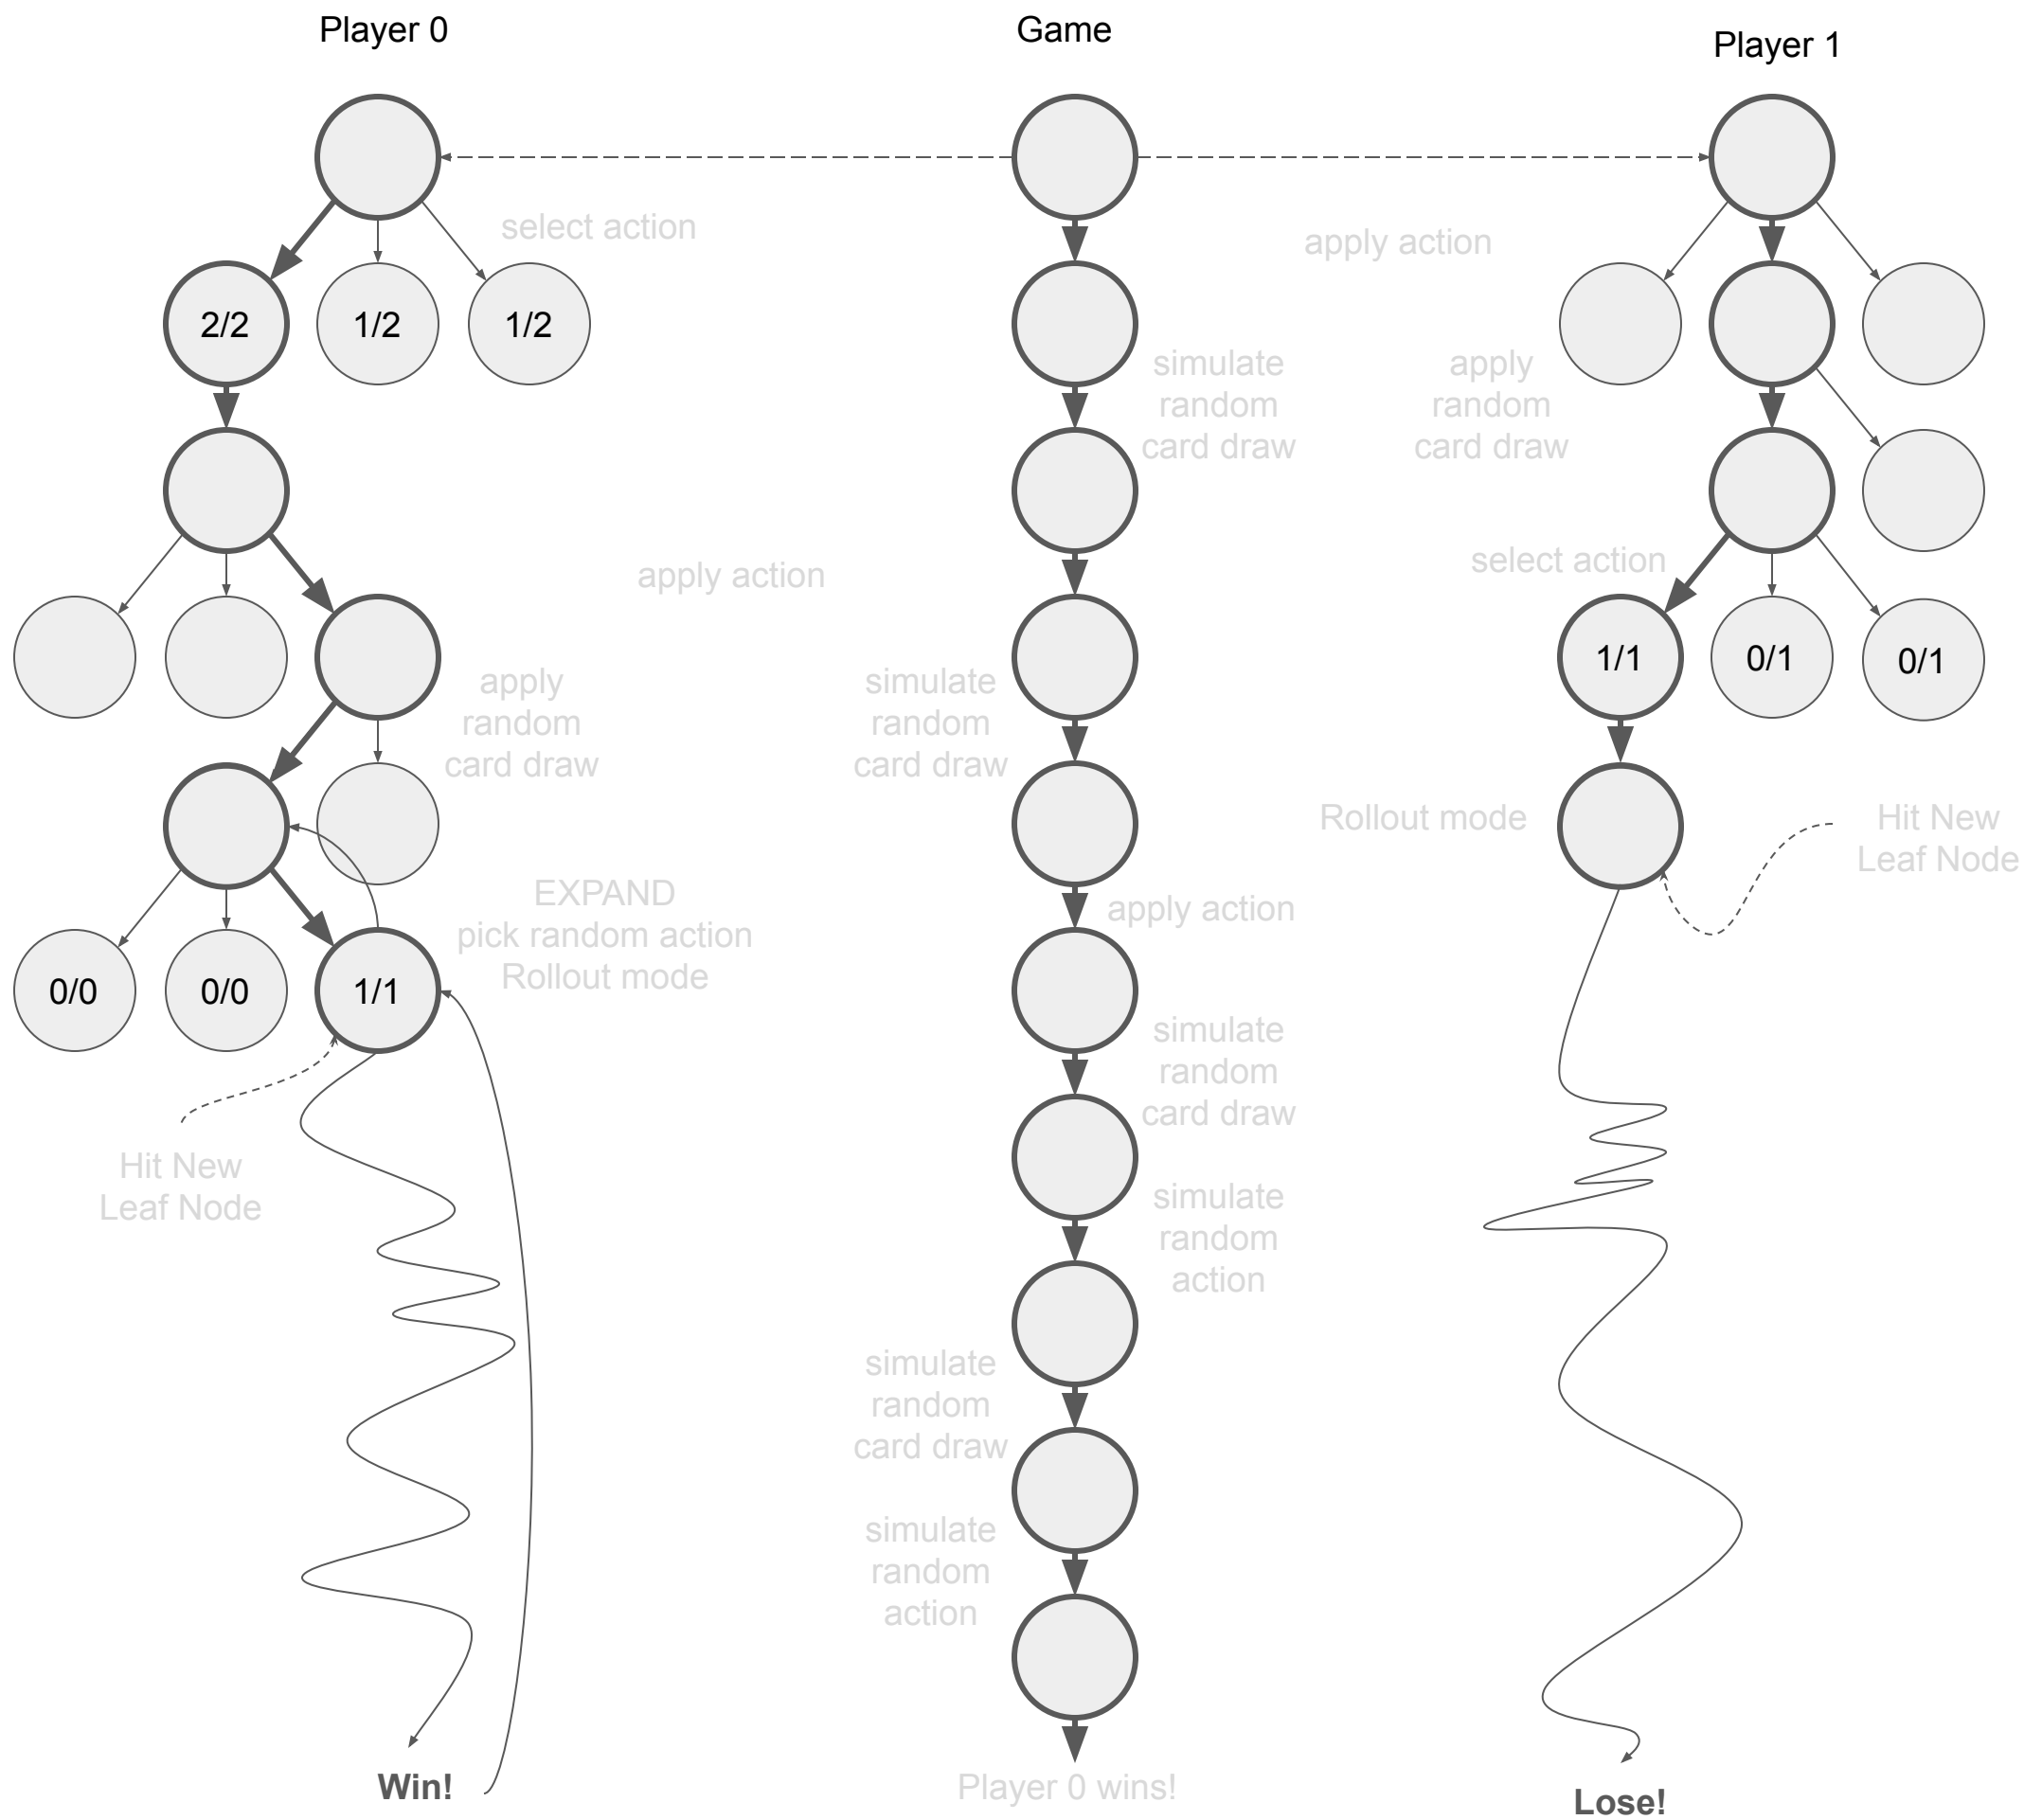 Player 0
Game
Player 1
select action
apply action
2/2
1/2
1/2
simulate
random
card draw
apply
random
card draw
apply action
select action
1/1
0/1
0/1
apply
random
card draw
simulate
random
card draw
Rollout mode
Hit New
Leaf Node
EXPAND
pick random action
Rollout mode
apply action
0/0
0/0
1/1
simulate
random
card draw
Hit New
Leaf Node
simulate
random
action
simulate
random
card draw
simulate
random
action
Win!
Player 0 wins!
Lose!